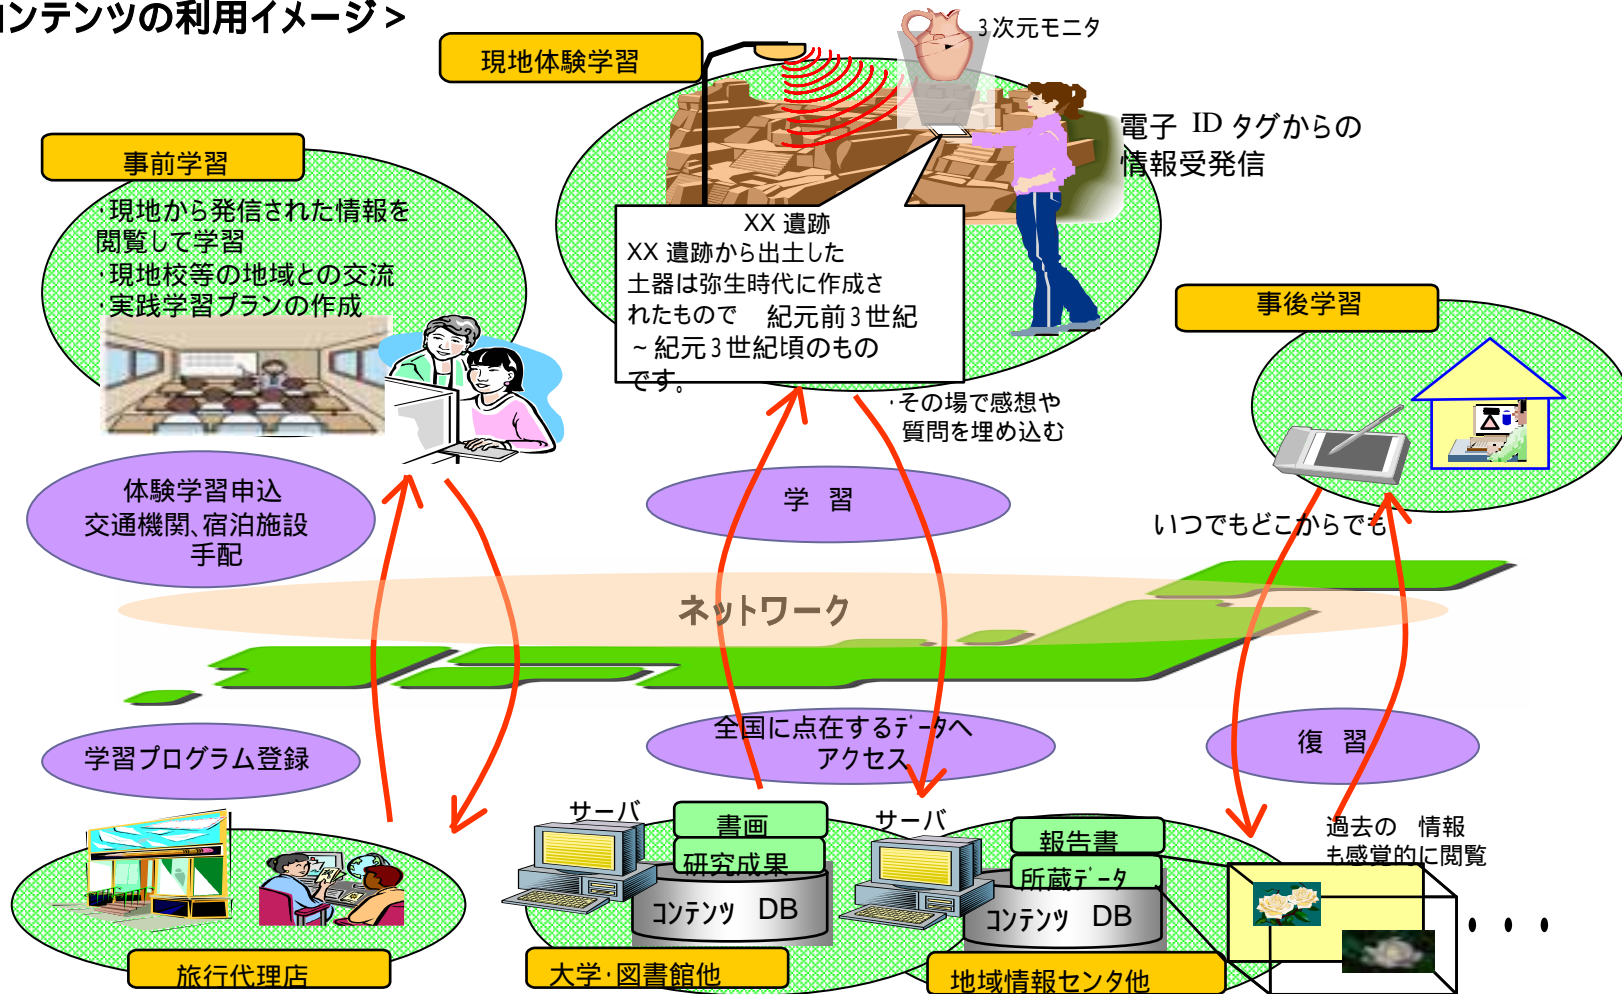 コンテンツの利用イメージ>
3次元モニタ
現地体験学習
電子 ID タグからの
情報受発信
事前学習
・現地から発信された情報を
閲覧して学習
・現地校等の地域との交流
・実践学習プランの作成
XX 遺跡
XX 遺跡から出土した
土器は弥生時代に作成さ
れたもので　紀元前3世紀
~紀元3世紀頃のもの
です。
事後学習
・その場で感想や
質問を埋め込む
体験学習申込
交通機関、宿泊施設
手配
学 習
いつでもどこからでも
ネットワーク
学習プログラム登録
全国に点在するデータへ
アクセス
復 習
サーバ
書画
研究成果
コンテンツ DB
サーバ
報告書
所蔵データ
コンテンツ DB
過去の 情報
も感覚的に閲覧
・・・
旅行代理店
大学・図書館他
地域情報センタ他